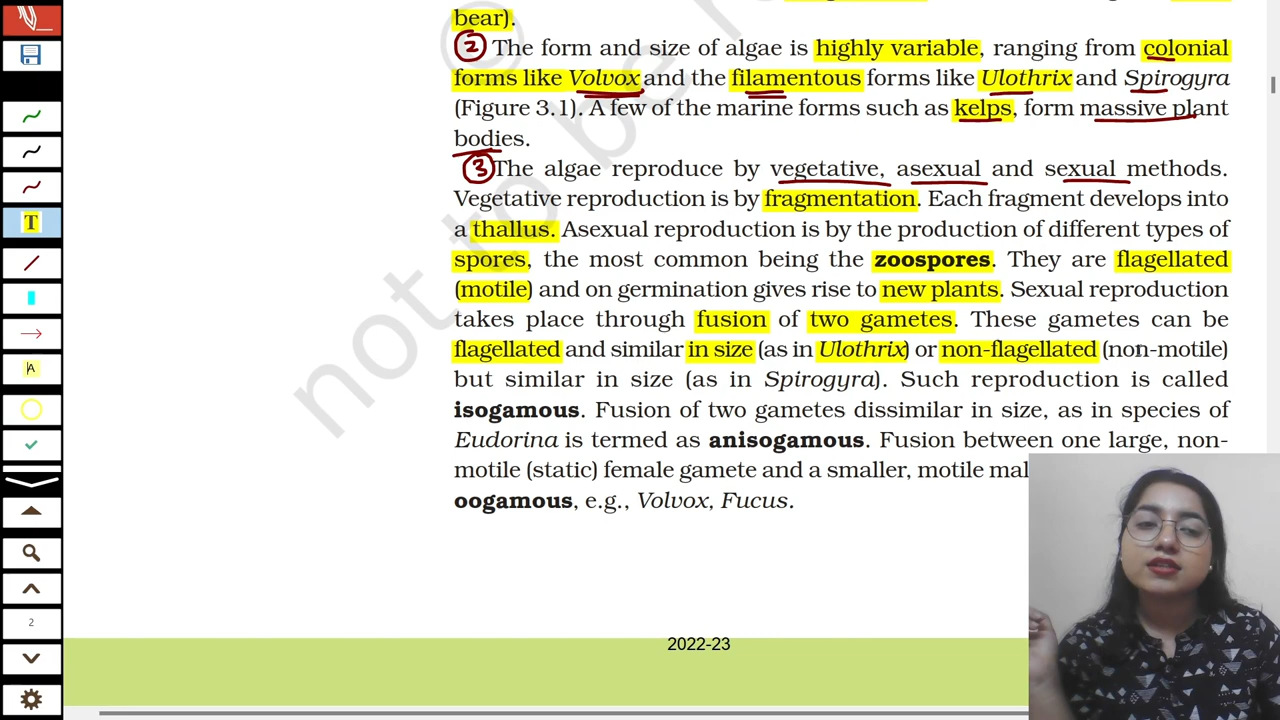 bear).
② The form and size of algae is highly variable, ranging from colonial
forms like Volvox and the filamentous forms like Ulothrix and Spirogyra
(Figure 3.1). A few of the marine forms such as kelps, form massive plant
bodies.
③ The algae reproduce by vegetative, asexual and sexual methods.
Vegetative reproduction is by fragmentation. Each fragment develops into
a thallus. Asexual reproduction is by the production of different types of
spores, the most common being the zoospores. They are flagellated
(motile) and on germination gives rise to new plants. Sexual reproduction
takes place through fusion of two gametes. These gametes can be
flagellated and similar in size (as in Ulothrix) or non-flagellated (non-motile)
but similar in size (as in Spirogyra). Such reproduction is called
isogamous. Fusion of two gametes dissimilar in size, as in species of
Eudorina is termed as anisogamous. Fusion between one large, non-
motile (static) female gamete and a smaller, motile
oogamous, e.g., Volvox, Fucus.
2022-23
© not to be
T
A
2